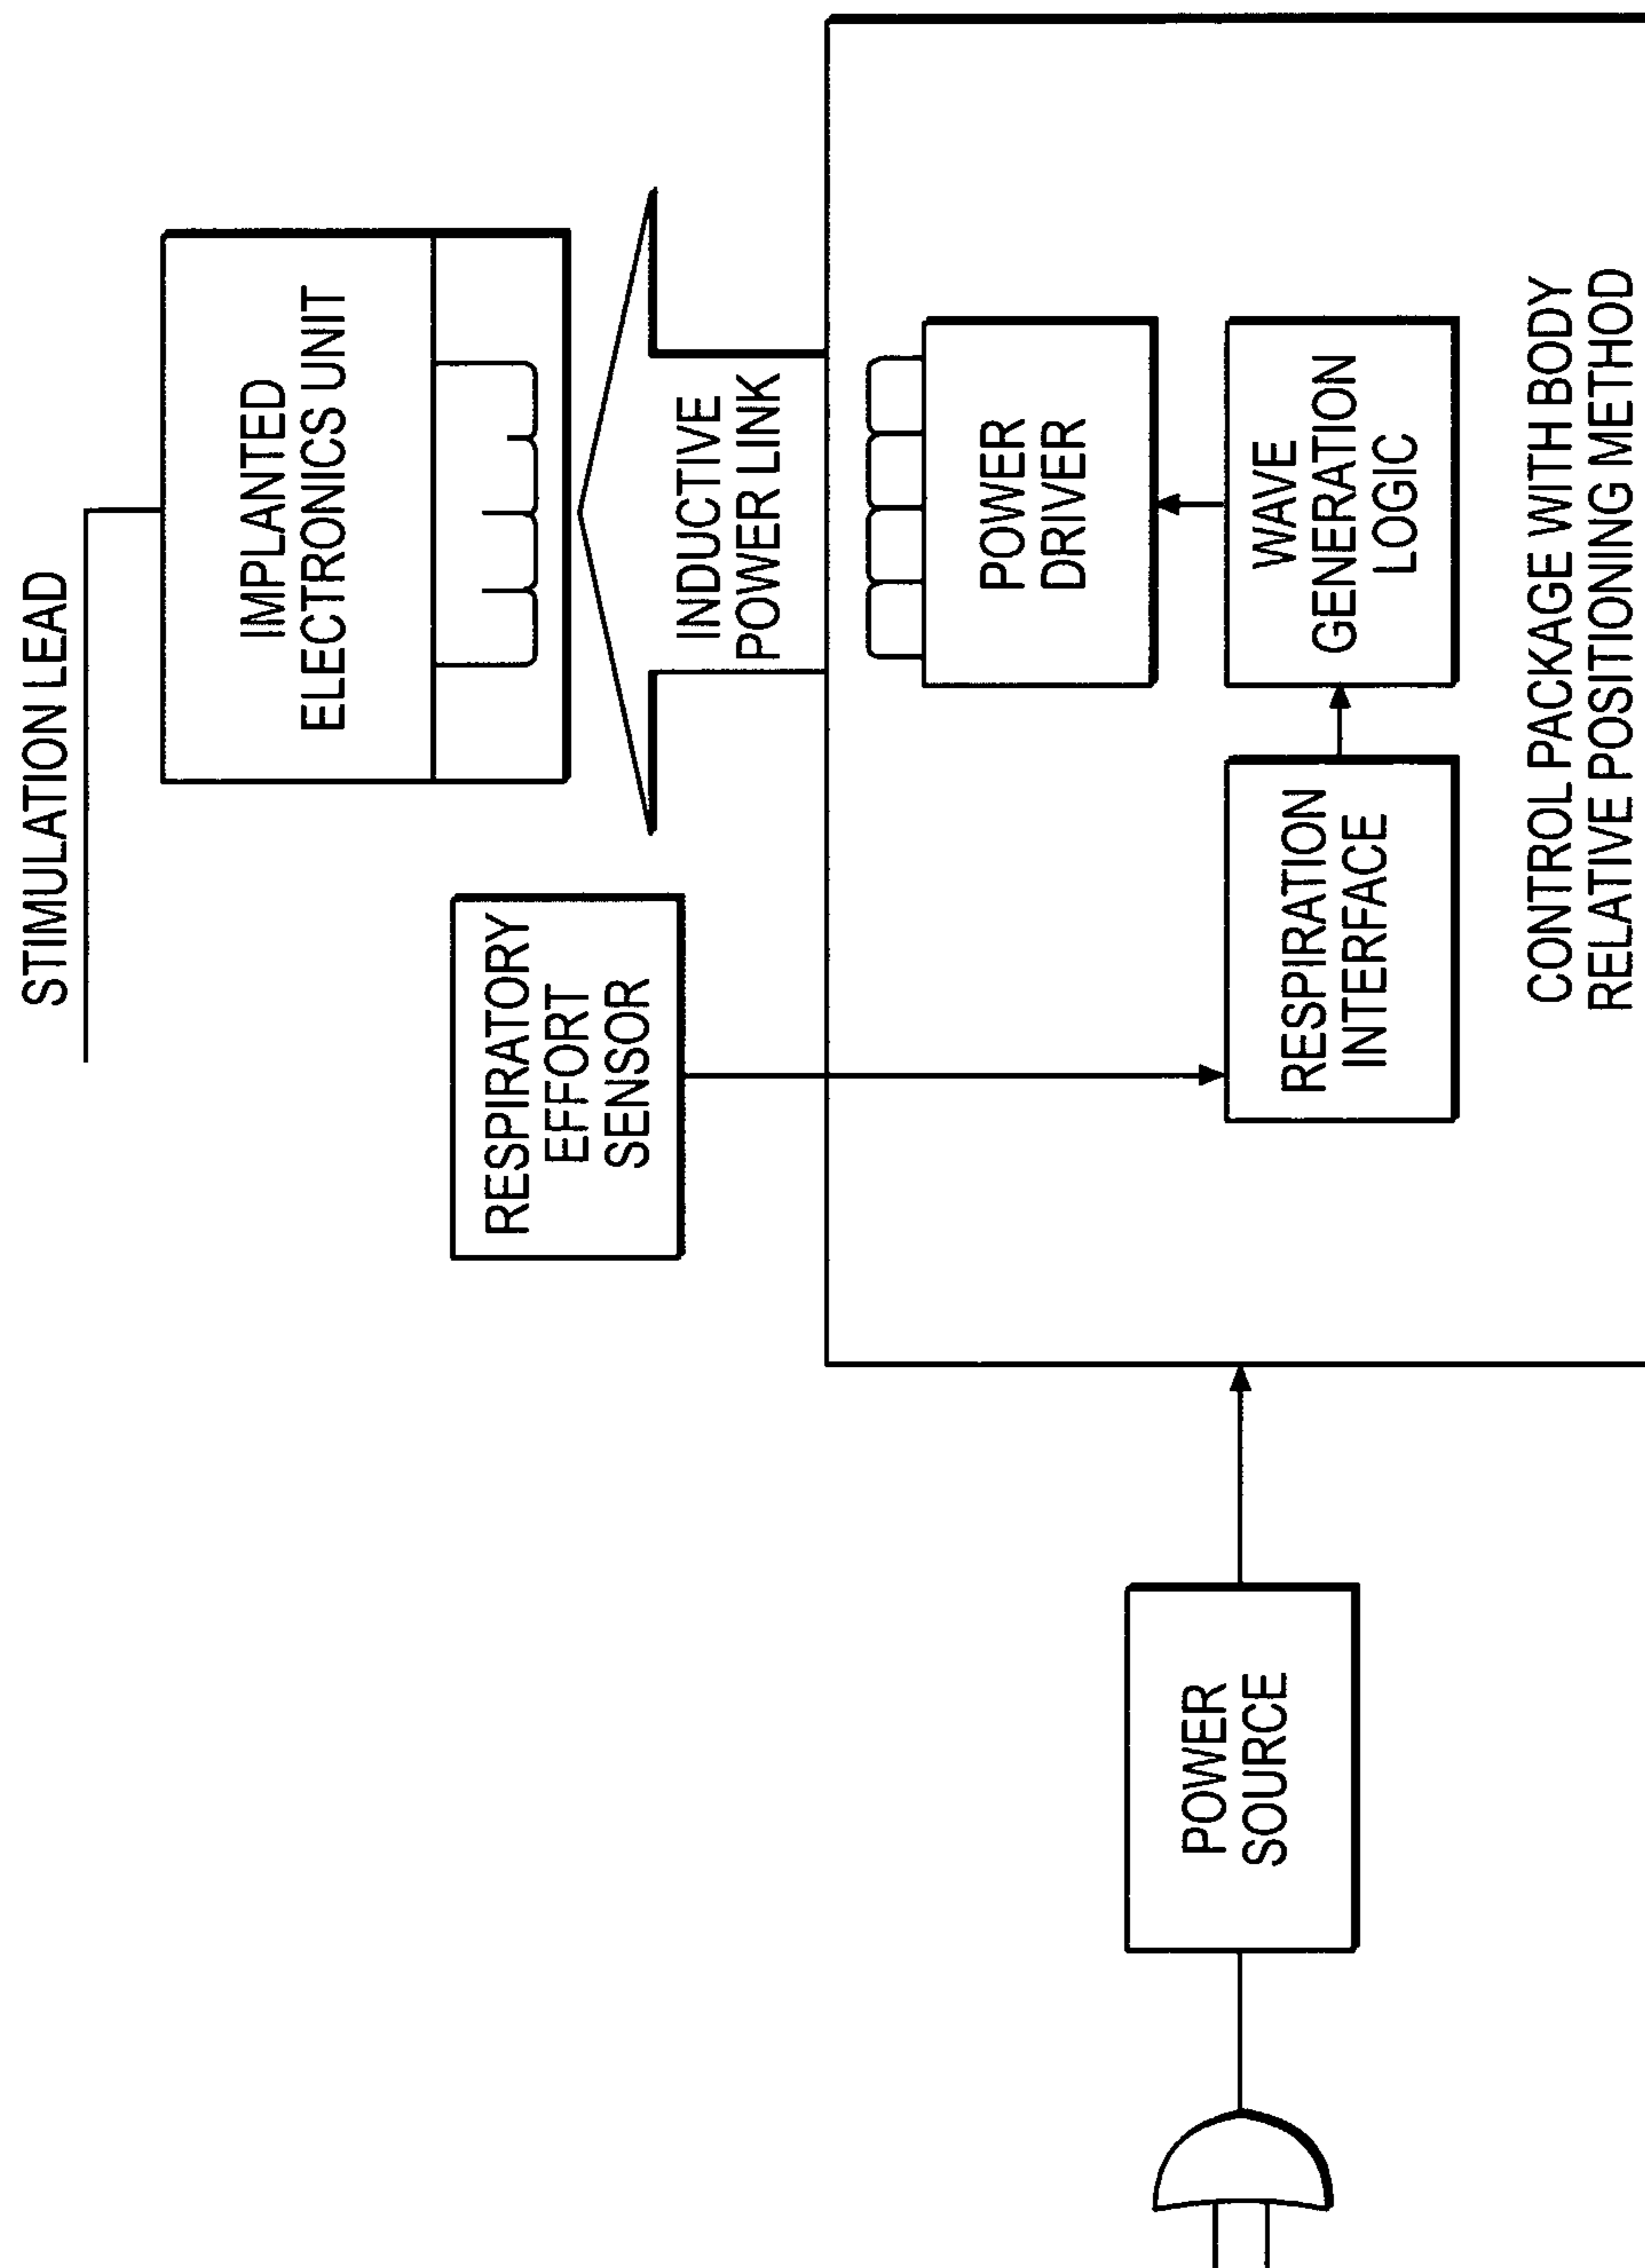 STIMULATION LEAD
IMPLANTED
ELECTRONICS UNIT
RESPIRATORY
EFFORT
SENSOR
INDUCTIVE
POWER LINK
POWER
DRIVER
POWER
SOURCE
RESPIRATION
INTERFACE
WAVE
GENERATION
LOGIC
CONTROL PACKAGE WITH BODY
RELATIVE POSITIONING METHOD